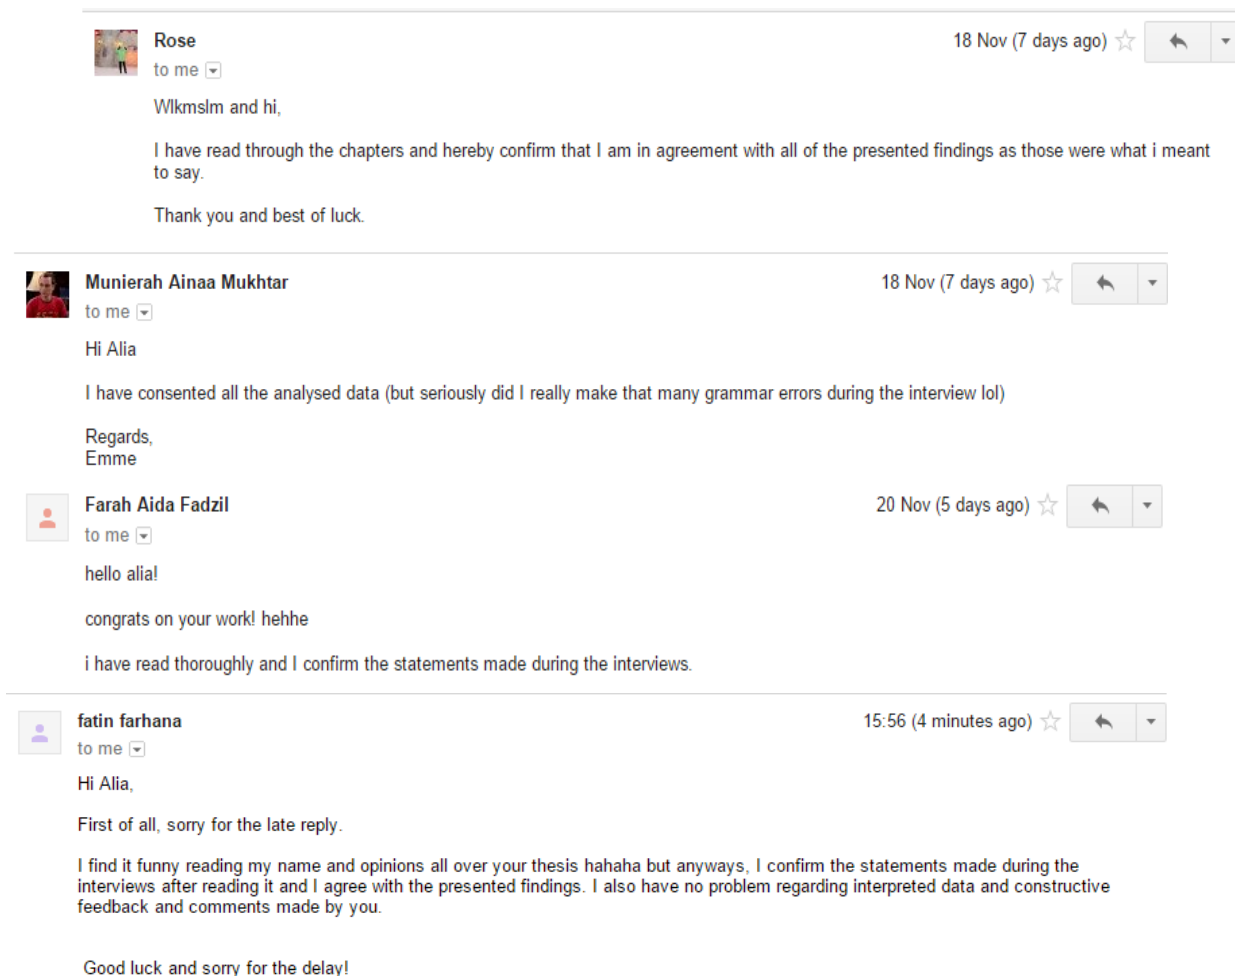 Rose
18 Nov (7 days ago)
to me
Wlkmslm and hi,
I have read through the chapters and hereby confirm that I am in agreement with all of the presented findings as those were what i meant
to say.
Thank you and best of luck.
Munierah Ainaa Mukhtar
18 Nov (7 days ago)
to me
Hi Alia
I have consented all the analysed data (but seriously did I really make that many grammar errors during the interview lol)
Regards,
Emme
Farah Aida Fadzil
20 Nov (5 days ago)
to me
hello alia!
congrats on your work! hehhe
i have read thoroughly and I confirm the statements made during the interviews.
fatin farhana
15:56 (4 minutes ago)
to me
Hi Alia,
First of all, sorry for the late reply.
I find it funny reading my name and opinions all over your thesis hahaha but anyways, I confirm the statements made during the
interviews after reading it and I agree with the presented findings. I also have no problem regarding interpreted data and constructive
feedback and comments made by you.
Good luck and sorry for the delay!